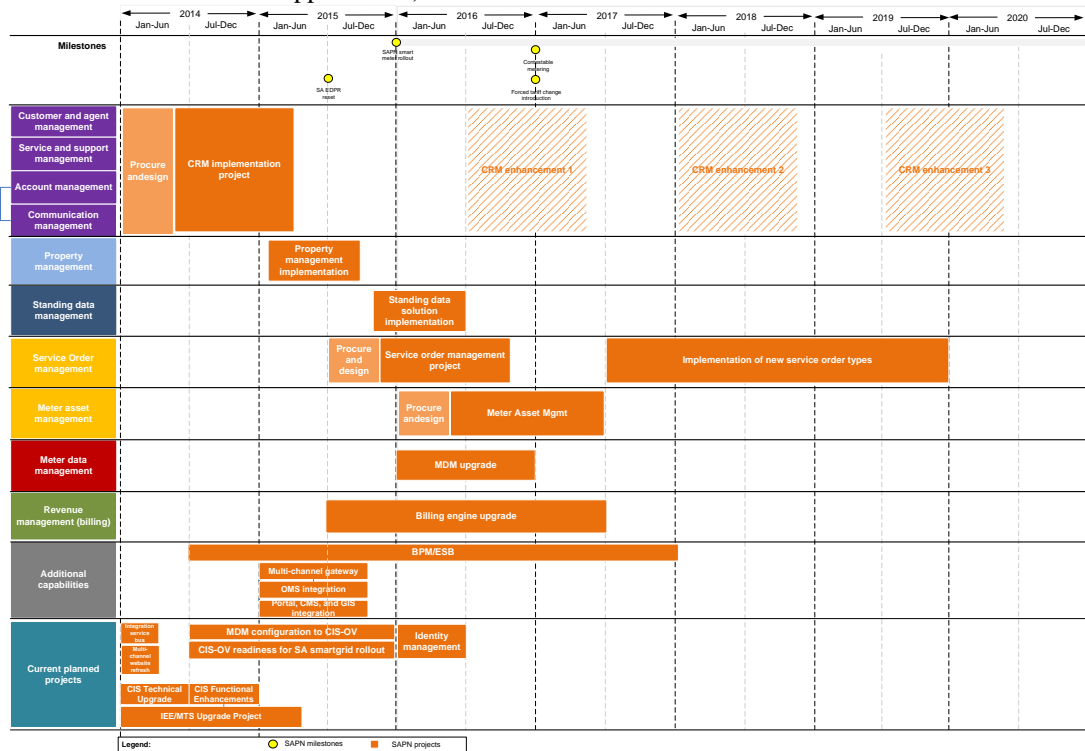 2014
2015
2016
2017
2018
2019
2020
Jan-Jun
Jul-Dec
Jan-Jun
Jul-Dec
Jan-Jun
Jul-Dec
Jan-Jun
Jul-Dec
Jan-Jun
Jul-Dec
Jan-Jun
Jul-Dec
Jan-Jun
Jul-Dec
Milestones
SAPN smart
meter rollout
SA EDPR
reset
Contestable
metering
Forced tariff change
introduction
Customer and agent
management
Service and support
management
Account management
Communication
management
Procure
andesign
CRM implementation
project
CRM enhancement 1
CRM enhancement 2
CRM enhancement 3
Property
management
Property
management
implementation
Standing data
management
Standing data
solution
implementation
Service Order
management
Procure
and
design
Service order management
project
Implementation of new service order types
Meter asset
management
Procure
andesign
Meter Asset Mgmt
Meter data
management
MDM upgrade
Revenue
management (billing)
Billing engine upgrade
Additional
capabilities
BPM/ESB
Multi-channel gateway
OMS integration
Portal, CMS, and GIS
integration
Current planned
projects
Integration
service
bus
Multi-
channel
website
refresh
MDM configuration to CIS-OV
CIS-OV readiness for SA smartgrid rollout
Identity
management
CIS Technical
Upgrade
CIS Functional
Enhancements
IEE/MTS Upgrade Project
Legend:
SAPN milestones
SAPN projects